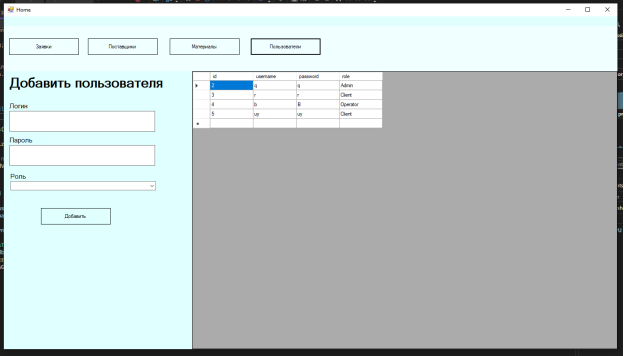 Home
Заявки Поставщики Материалы Пользователи
Добавить пользователя
Логин
Пароль
Роль
Добавить
id username password role
2 q q Admin
3 r r Client
4 b B Operator
5 uy uy Client